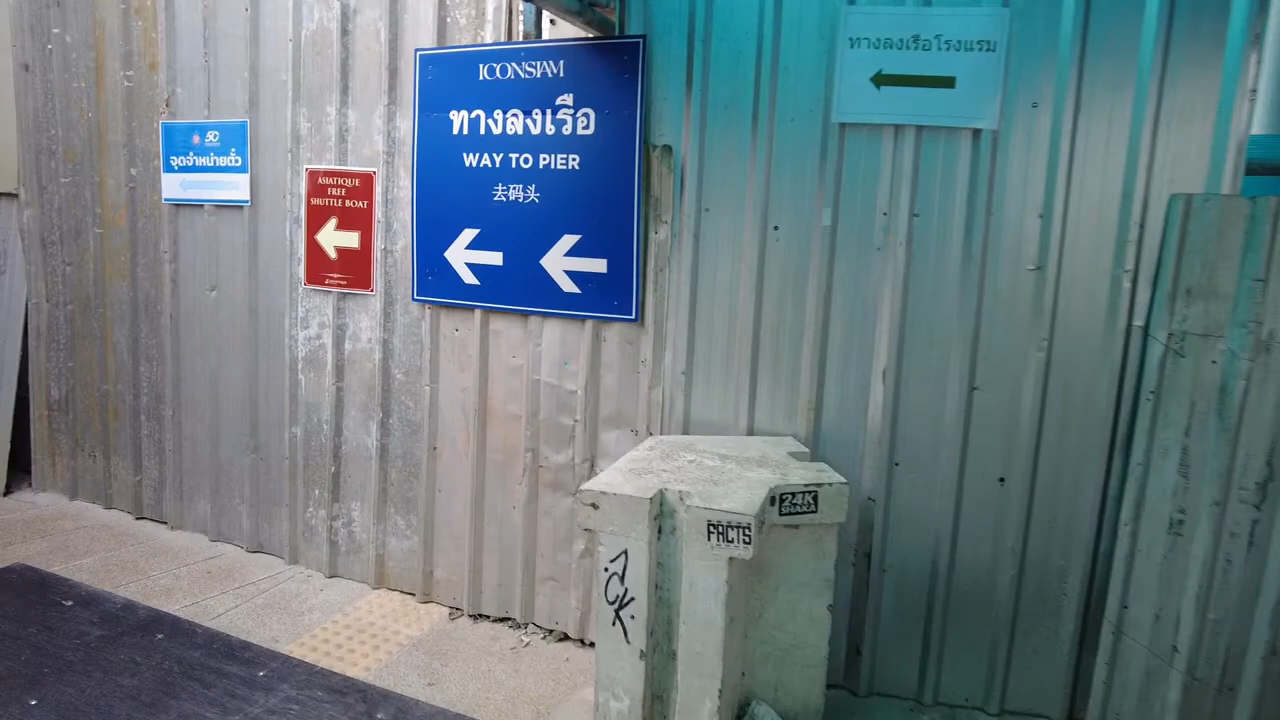 50
จุดจำหน่ายตั๋ว
ASIATIQUE
FREE
SHUTTLE BOAT
ICONSIAM
ทางลงเรือ
WAY TO PIER
去码头
ทางลงเรือโรงแรม
24K
SHAKA
FACTS